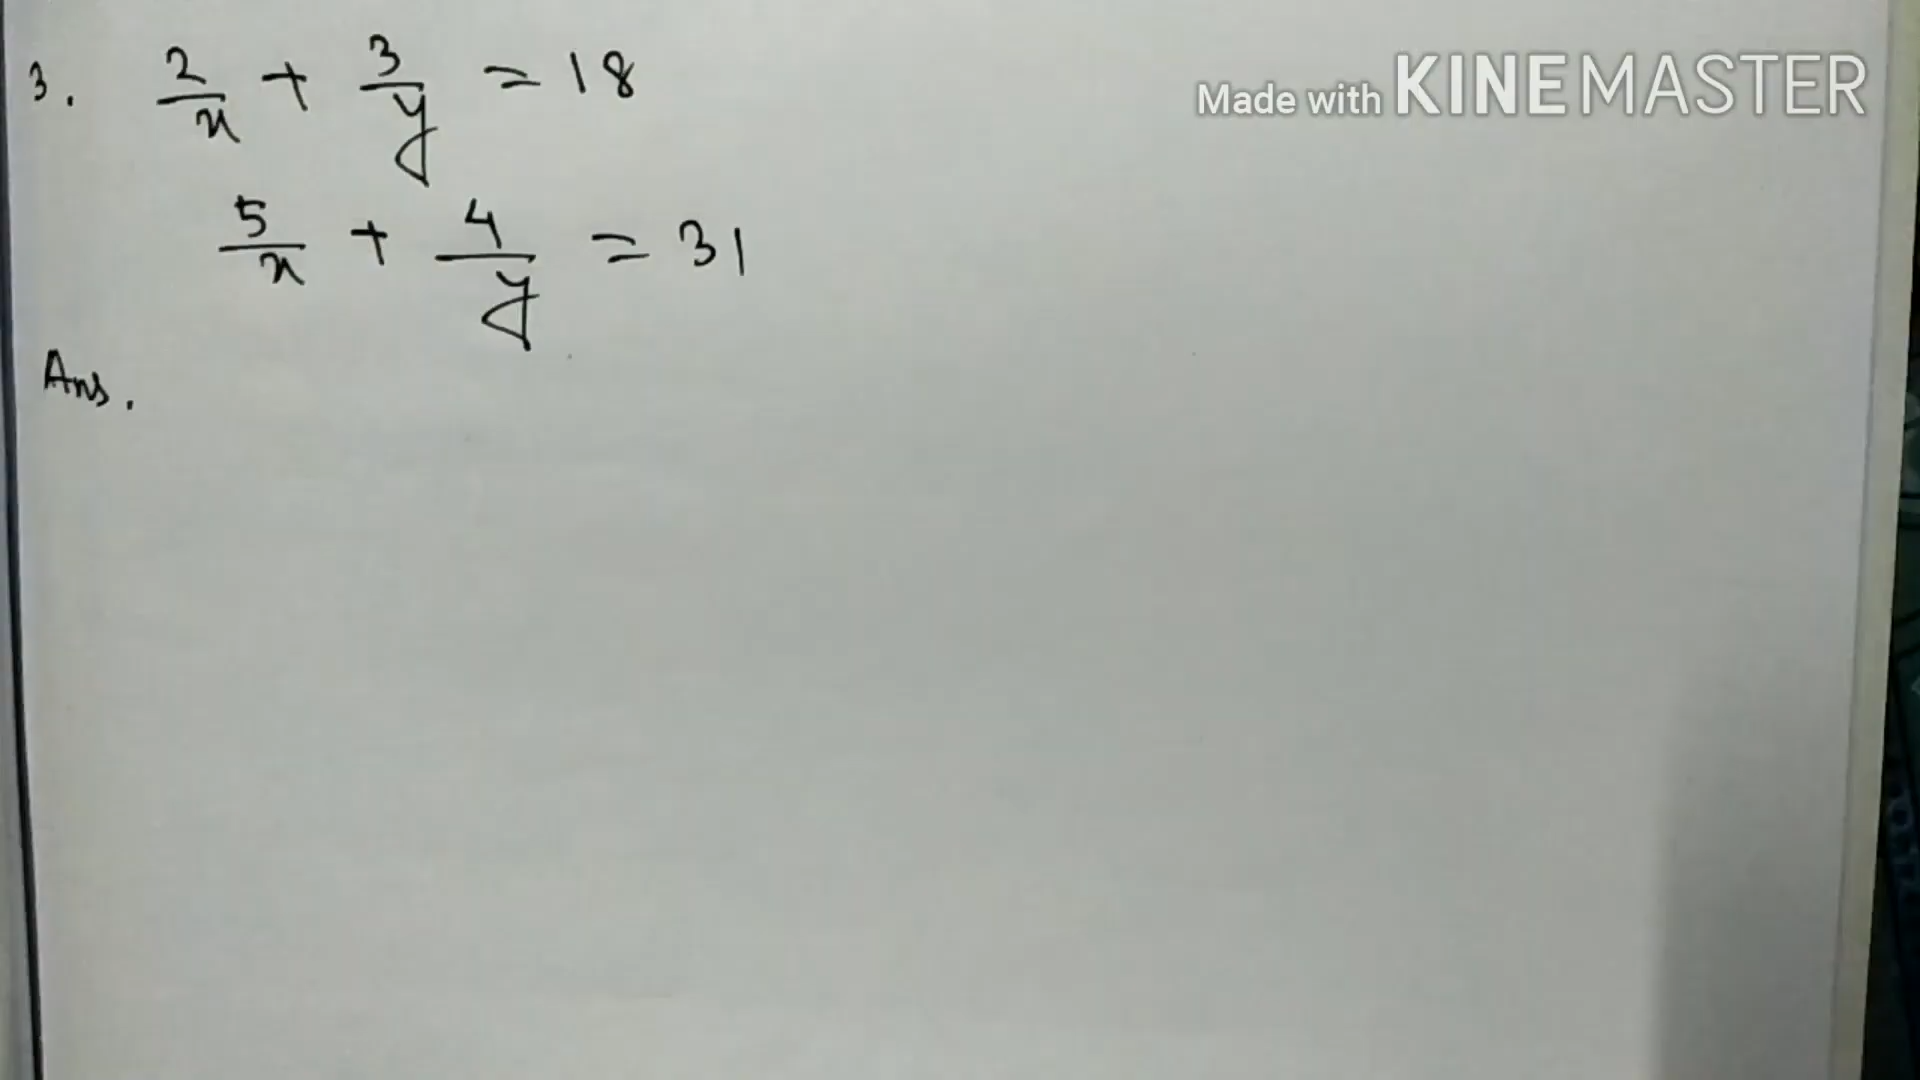 3. 2/x + 3/y = 18
Made with KINEMASTER
5/x + 4/y = 31
Ans.